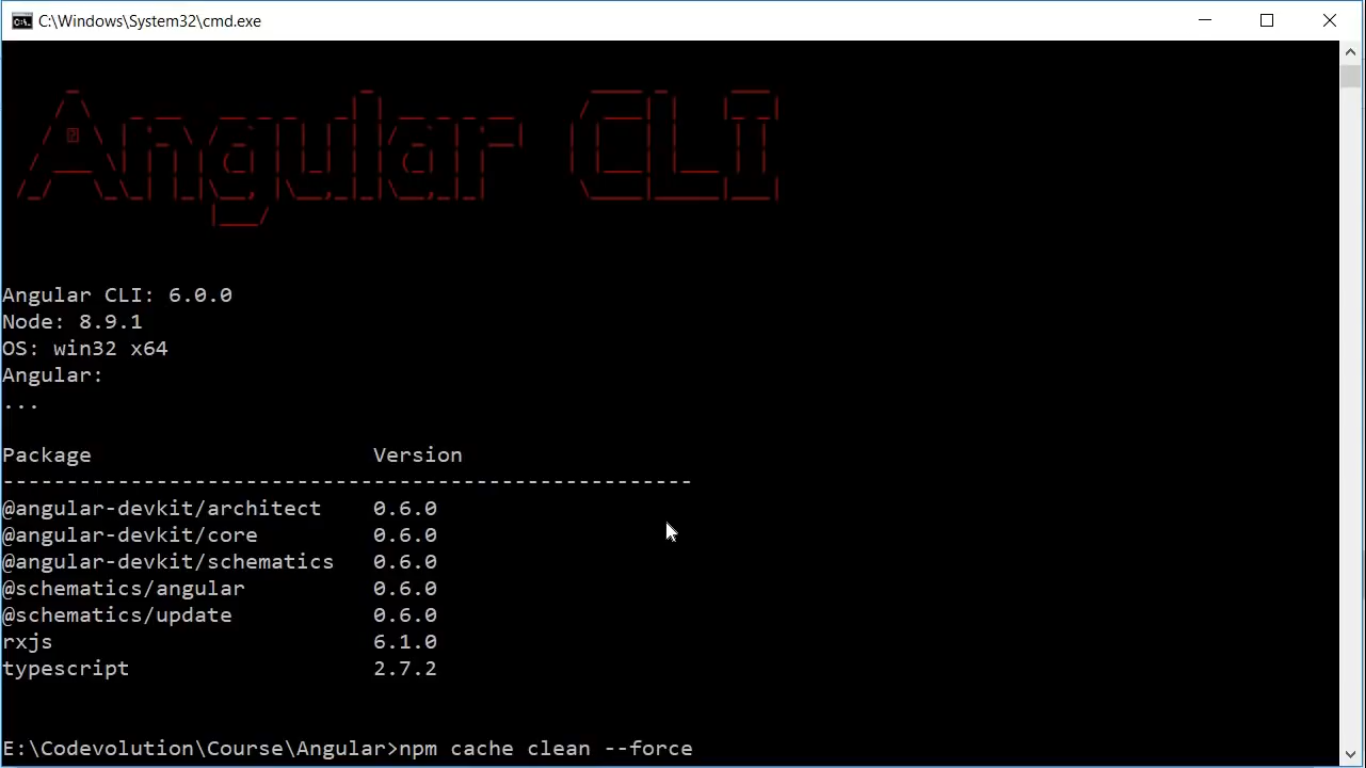 C:\Windows\System32\cmd.exe
Angular CLI
Angular CLI: 6.0.0
Node: 8.9.1
OS: win32 x64
Angular:
...
Package Version
------------------------------------------------------
@angular-devkit/architect 0.6.0
@angular-devkit/core 0.6.0
@angular-devkit/schematics 0.6.0
@schematics/angular 0.6.0
@schematics/update 0.6.0
rxjs 6.1.0
typescript 2.7.2
E:\Codevolution\Course\Angular>npm cache clean --force